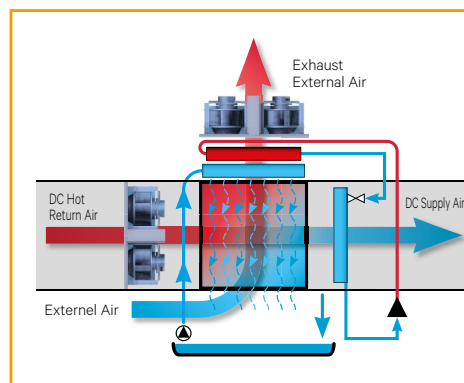 Exhaust
External Air
DC Hot
Return Air
DC Supply Air
Externel Air